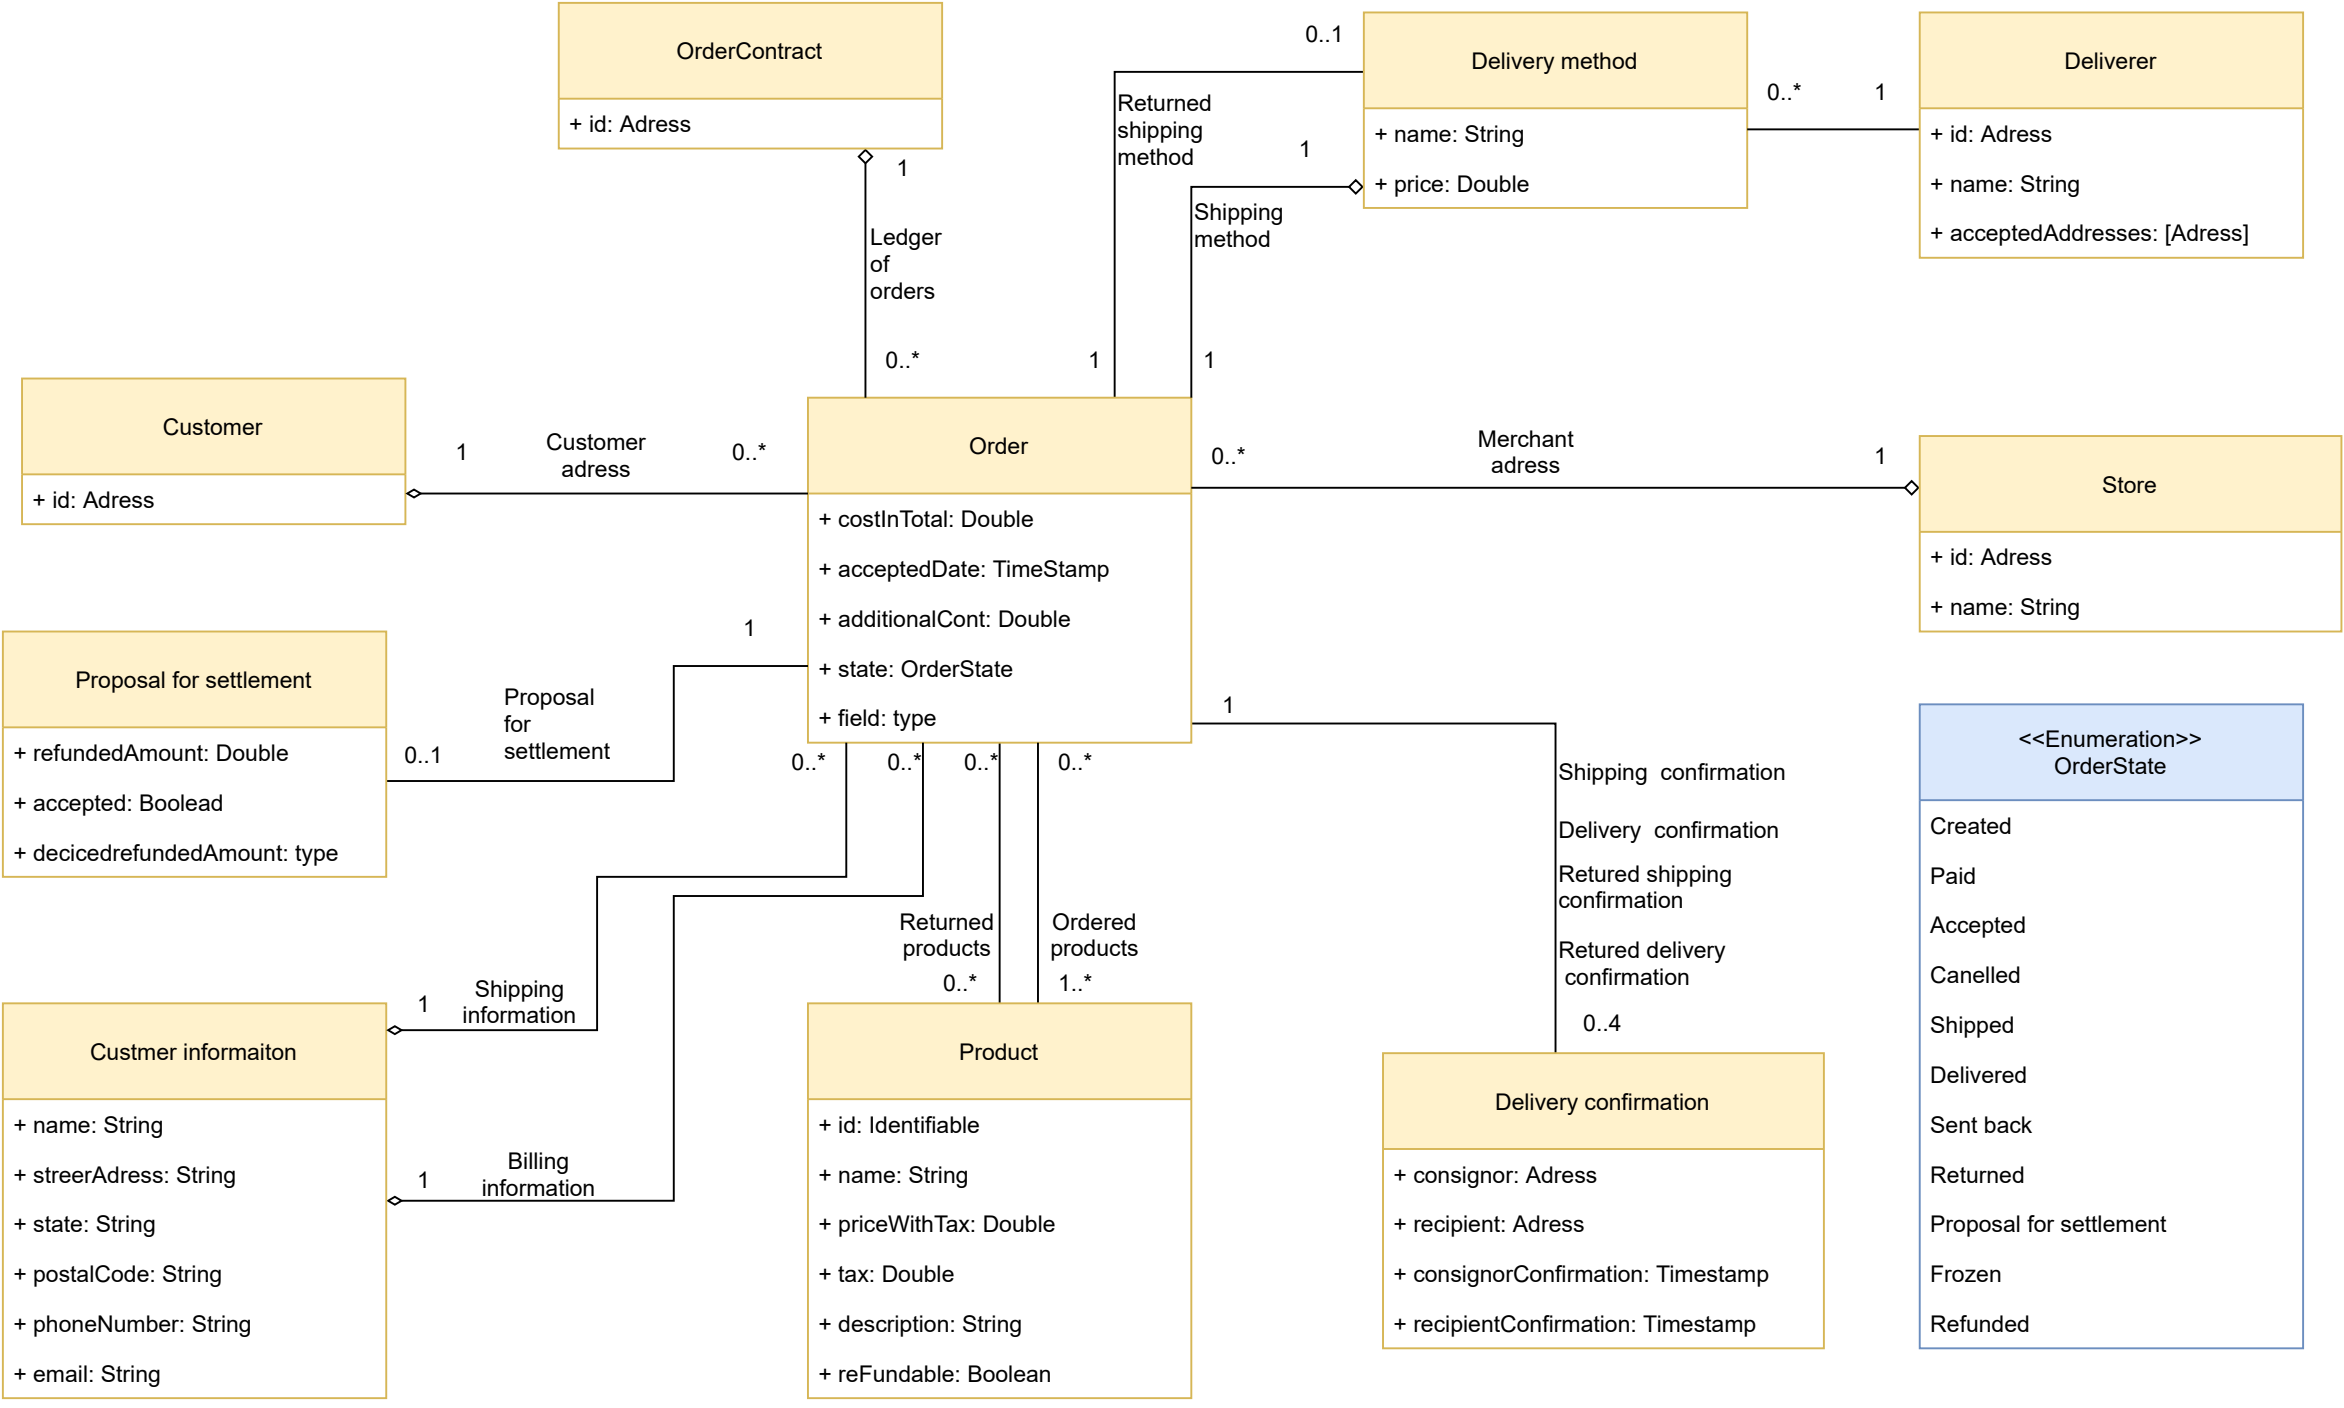 OrderContract
+ id: Adress
1
Ledger
of
orders
0..*
0..1
Returned
shipping
method
1
Shipping
method
1
1
Delivery method
+ name: String
+ price: Double
0..*
1
Deliverer
+ id: Adress
+ name: String
+ acceptedAddresses: [Adress]
Customer
+ id: Adress
1
Customer
adress
0..*
Order
+ costInTotal: Double
+ acceptedDate: TimeStamp
+ additionalCont: Double
+ state: OrderState
+ field: type
0..*
Merchant
adress
1
Store
+ id: Adress
+ name: String
Proposal for settlement
+ refundedAmount: Double
+ accepted: Boolead
+ decicedrefundedAmount: type
0..1
Proposal
for
settlement
1
0..*
0..*
0..*
0..*
1
Shipping  confirmation
Delivery  confirmation
Retured shipping
confirmation
Retured delivery
confirmation
0..4
<<Enumeration>>
OrderState
Created
Paid
Accepted
Canelled
Shipped
Delivered
Sent back
Returned
Proposal for settlement
Frozen
Refunded
Returned
products
0..*
Ordered
products
1..*
1
Shipping
information
1
Billing
information
Custmer informaiton
+ name: String
+ streerAdress: String
+ state: String
+ postalCode: String
+ phoneNumber: String
+ email: String
Product
+ id: Identifiable
+ name: String
+ priceWithTax: Double
+ tax: Double
+ description: String
+ reFundable: Boolean
Delivery confirmation
+ consignor: Adress
+ recipient: Adress
+ consignorConfirmation: Timestamp
+ recipientConfirmation: Timestamp